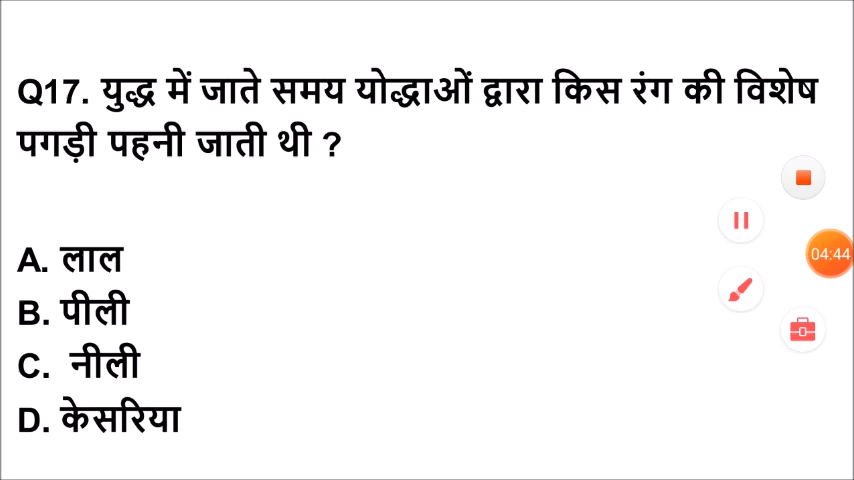 Q17. युद्ध में जाते समय योद्धाओं द्वारा किस रंग की विशेष
पगड़ी पहनी जाती थी ?
A. लाल
B. पीली
C. नीली
D. केसरिया
04:44